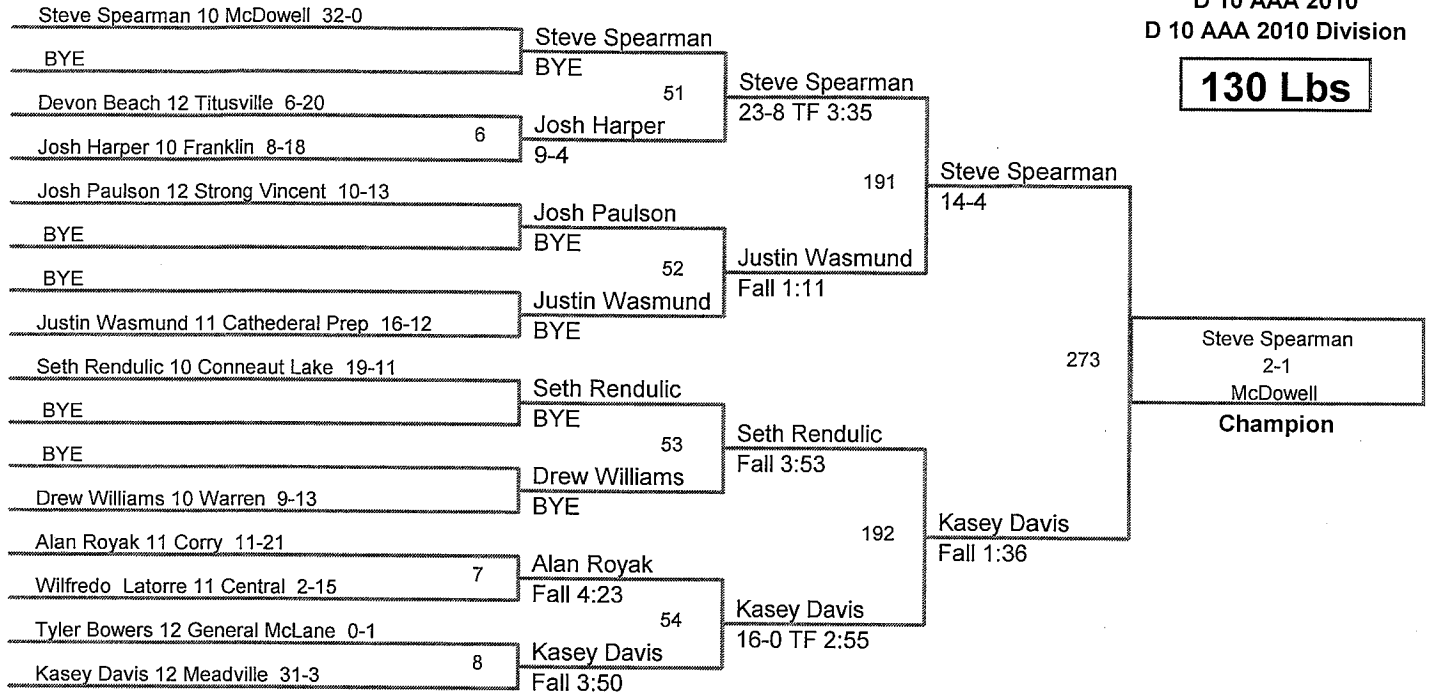 D 10 AAA 2010
D 10 AAA 2010 Division
130 Lbs
Steve Spearman 10 McDowell 32-0
BYE
Devon Beach 12 Titusville 6-20
6
Josh Harper 10 Franklin 8-18
Josh Paulson 12 Strong Vincent 10-13
BYE
BYE
Justin Wasmund 11 Cathederal Prep 16-12
Seth Rendulic 10 Conneaut Lake 19-11
BYE
BYE
Drew Williams 10 Warren 9-13
Alan Royak 11 Corry 11-21
7
Wilfredo Latorre 11 Central 2-15
Tyler Bowers 12 General McLane 0-1
8
Kasey Davis 12 Meadville 31-3
Steve Spearman
BYE
51
Josh Harper
9-4
Josh Paulson
BYE
52
Justin Wasmund
BYE
Seth Rendulic
BYE
53
Drew Williams
BYE
Alan Royak
Fall 4:23
54
Kasey Davis
Fall 3:50
Steve Spearman
23-8 TF 3:35
191
Justin Wasmund
Fall 1:11
Seth Rendulic
Fall 3:53
192
Kasey Davis
16-0 TF 2:55
Steve Spearman
14-4
273
Kasey Davis
Fall 1:36
Steve Spearman
2-1
McDowell
Champion